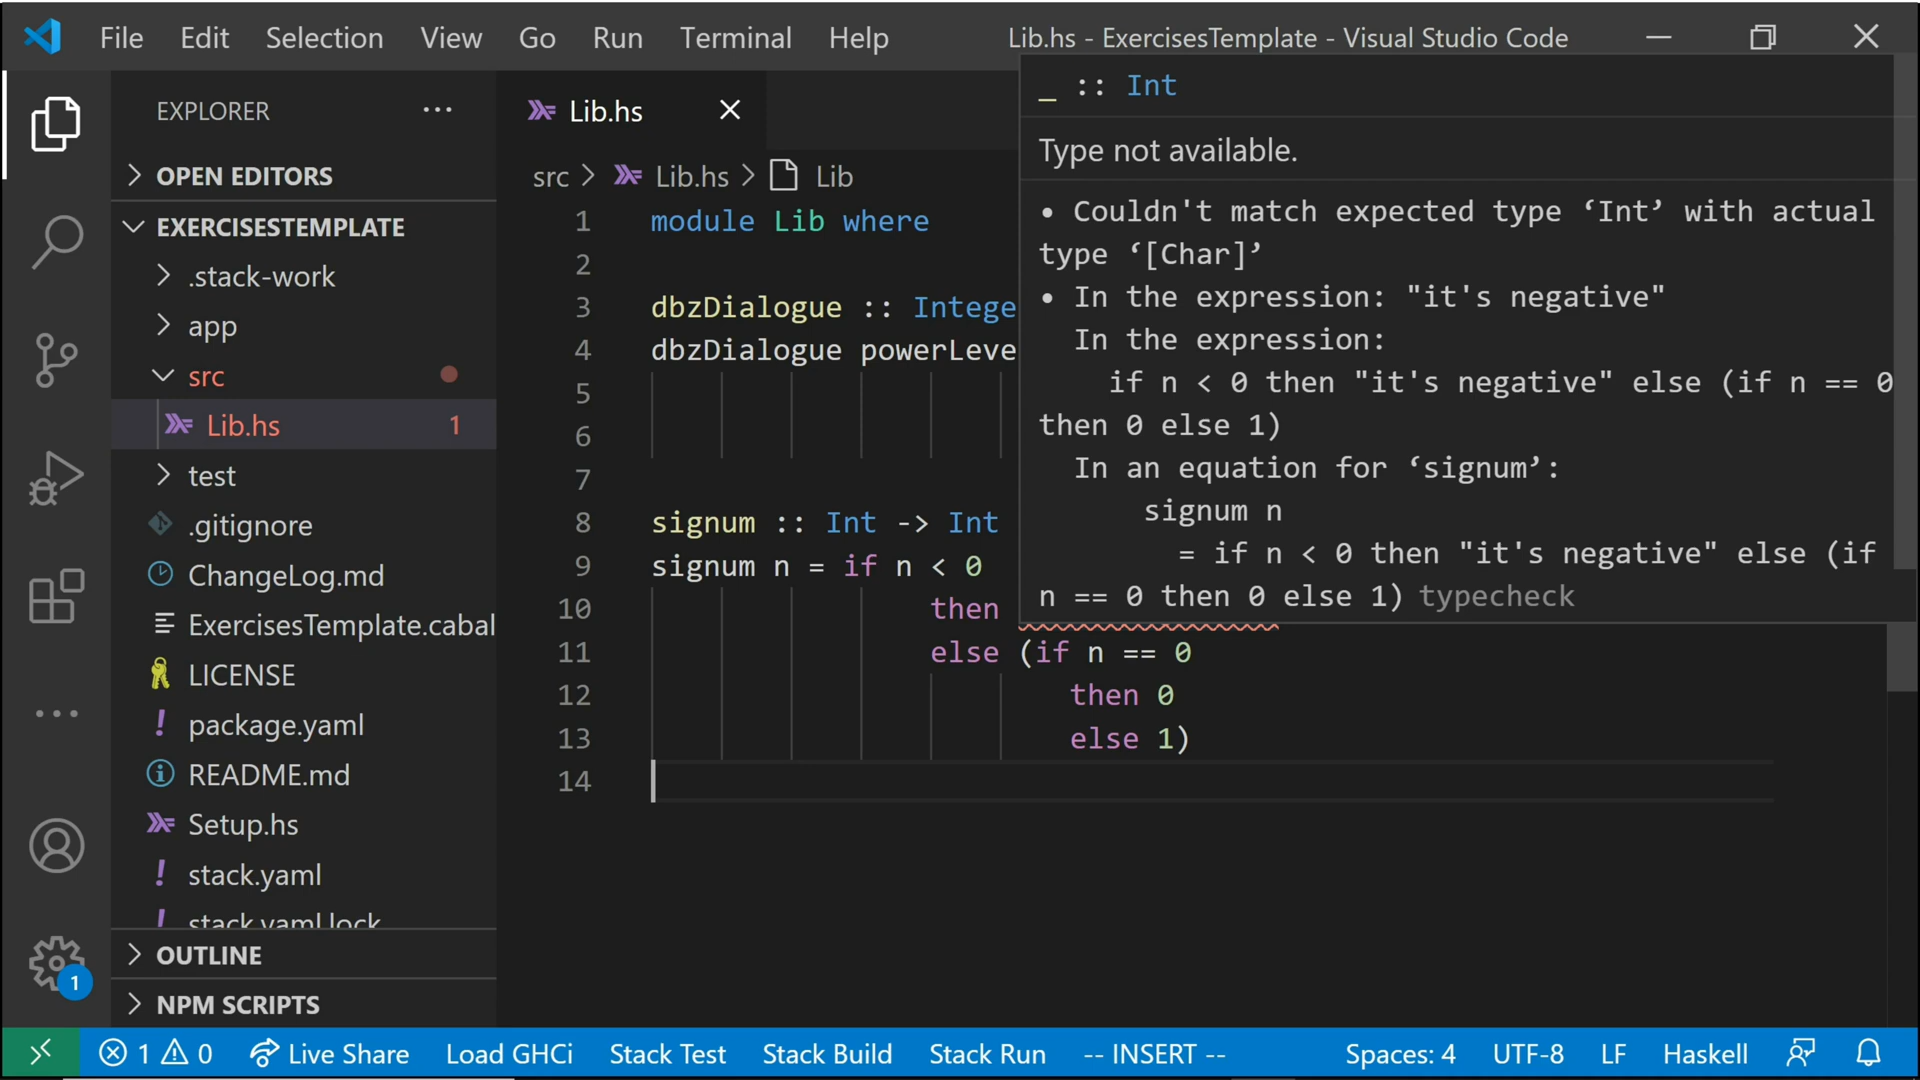 File Edit Selection View Go Run Terminal Help Lib.hs - ExercisesTemplate - Visual Studio Code
EXPLORER ...
OPEN EDITORS
EXERCISESTEMPLATE
.stack-work
app
src
Lib.hs 1
test
.gitignore
ChangeLog.md
ExercisesTemplate.cabal
LICENSE
package.yaml
README.md
Setup.hs
stack.yaml
stack.yaml.lock
OUTLINE
NPM SCRIPTS
1
Lib.hs
src > Lib.hs > Lib
1 module Lib where
2
3 dbzDialogue :: Intege
4 dbzDialogue powerLeve
5
6
7
8 signum :: Int -> Int
9 signum n = if n < 0
10 then
11 else (if n == 0
12 then 0
13 else 1)
14
_ :: Int
Type not available.
• Couldn't match expected type ‘Int’ with actual
type ‘[Char]’
• In the expression: "it's negative"
In the expression:
if n < 0 then "it's negative" else (if n == 0
then 0 else 1)
In an equation for ‘signum’:
signum n
= if n < 0 then "it's negative" else (if
n == 0 then 0 else 1) typecheck
1 0 Live Share Load GHCi Stack Test Stack Build Stack Run -- INSERT -- Spaces: 4 UTF-8 LF Haskell